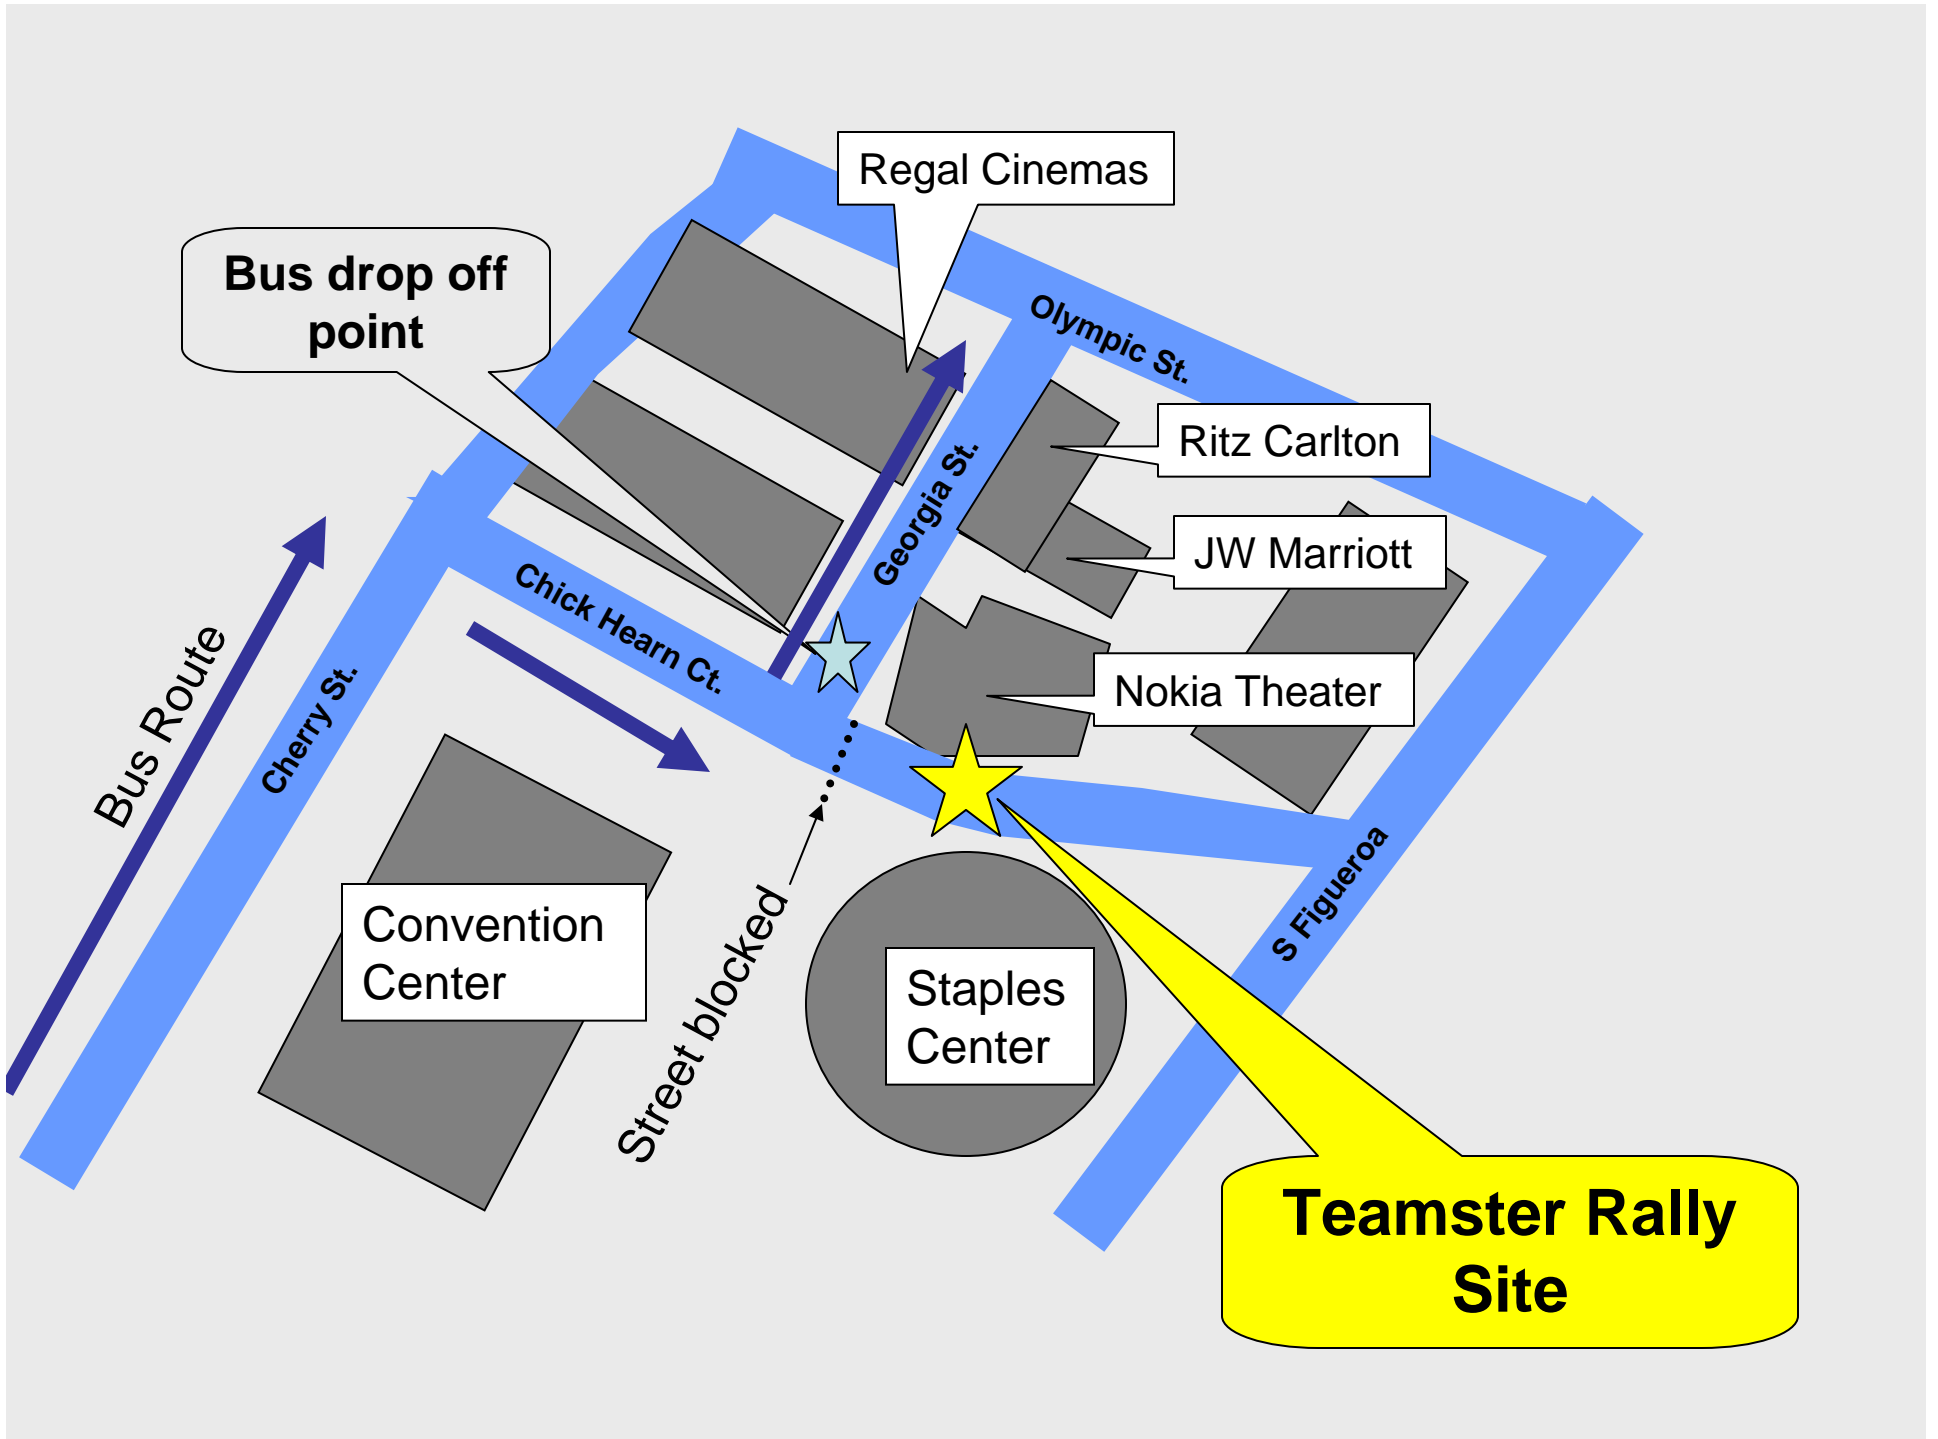 Regal Cinemas
Bus drop off
point
Olympic St.
Ritz Carlton
Georgia St.
JW Marriott
Chick Hearn Ct.
Nokia Theater
Bus Route
Cherry St.
S Figueroa
Convention
Center
Street blocked
Staples
Center
Teamster Rally
Site